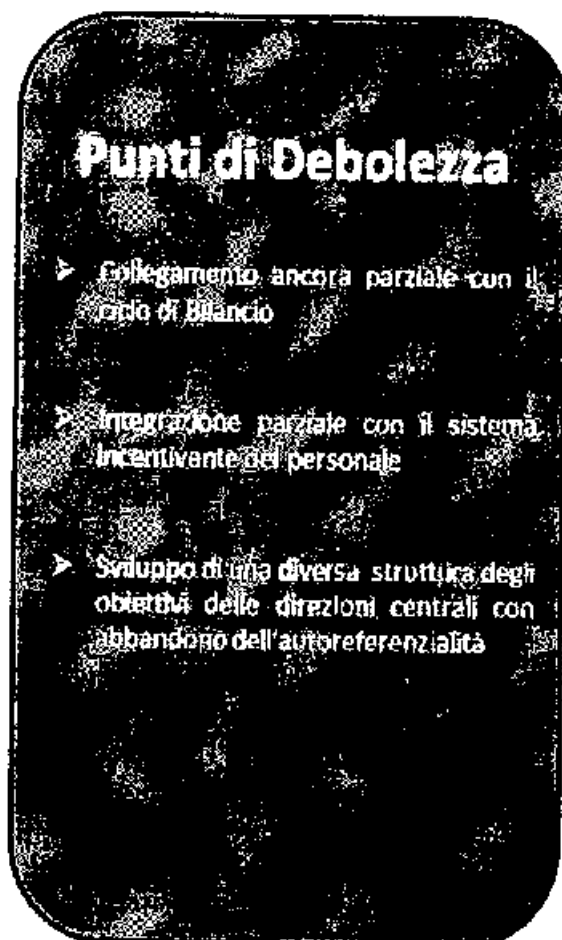 Punti di Debolezza
➤ Collegamento ancora parziale con il
ciclo di Bilancio
➤ Integrazione parziale con il sistema
incentivante del personale
➤ Sviluppo di una diversa struttura degli
obiettivi delle direzioni centrali con
abbandono dell'autoreferenzialità